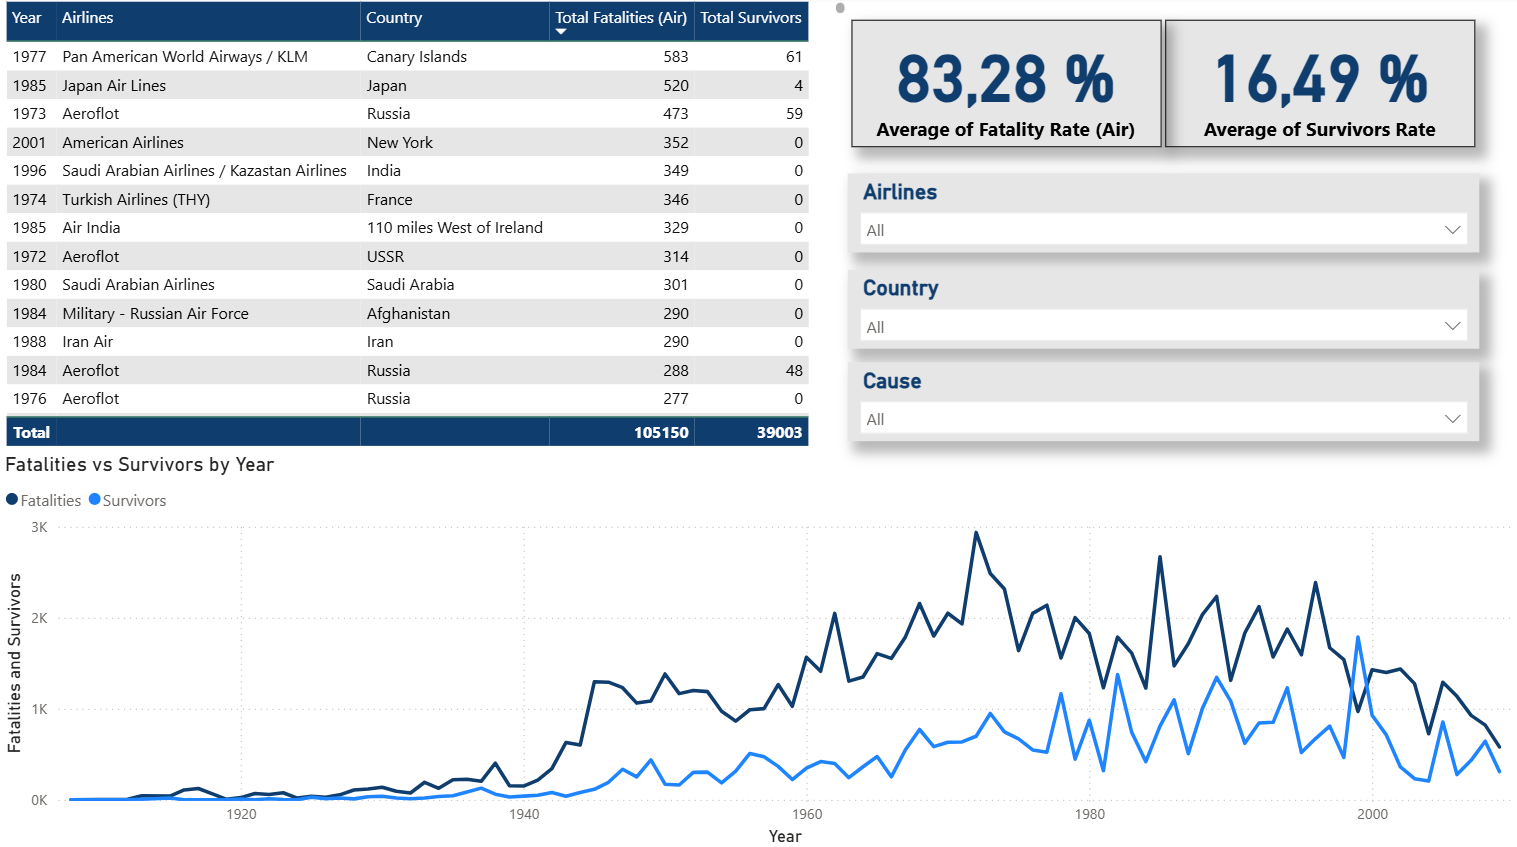 Year Airlines Country Total Fatalities (Air) Total Survivors
1977 Pan American World Airways / KLM Canary Islands 583 61
1985 Japan Air Lines Japan 520 4
1973 Aeroflot Russia 473 59
2001 American Airlines New York 352 0
1996 Saudi Arabian Airlines / Kazastan Airlines India 349 0
1974 Turkish Airlines (THY) France 346 0
1985 Air India 110 miles West of Ireland 329 0
1972 Aeroflot USSR 314 0
1980 Saudi Arabian Airlines Saudi Arabia 301 0
1984 Military - Russian Air Force Afghanistan 290 0
1988 Iran Air Iran 290 0
1984 Aeroflot Russia 288 48
1976 Aeroflot Russia 277 0
Total 105150 39003
83,28 %
Average of Fatality Rate (Air)
16,49 %
Average of Survivors Rate
Airlines
All
Country
All
Cause
All
Fatalities vs Survivors by Year
Fatalities Survivors
Fatalities and Survivors
3K
2K
1K
0K
1920 1940 1960 1980 2000
Year